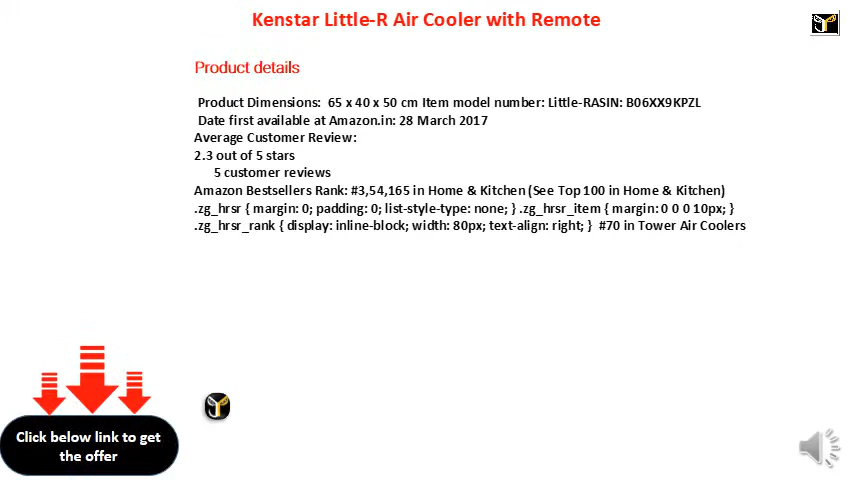 Kenstar Little-R Air Cooler with Remote
Product details
Product Dimensions: 65 x 40 x 50 cm Item model number: Little-RASIN: B06XX9KPZL
Date first available at Amazon.in: 28 March 2017
Average Customer Review:
2.3 out of 5 stars
5 customer reviews
Amazon Bestsellers Rank: #3,54,165 in Home & Kitchen (See Top 100 in Home & Kitchen)
.zg_hrsr { margin: 0; padding: 0; list-style-type: none; } .zg_hrsr_item { margin: 0 0 0 10px; }
.zg_hrsr_rank { display: inline-block; width: 80px; text-align: right; } #70 in Tower Air Coolers
Click below link to get
the offer